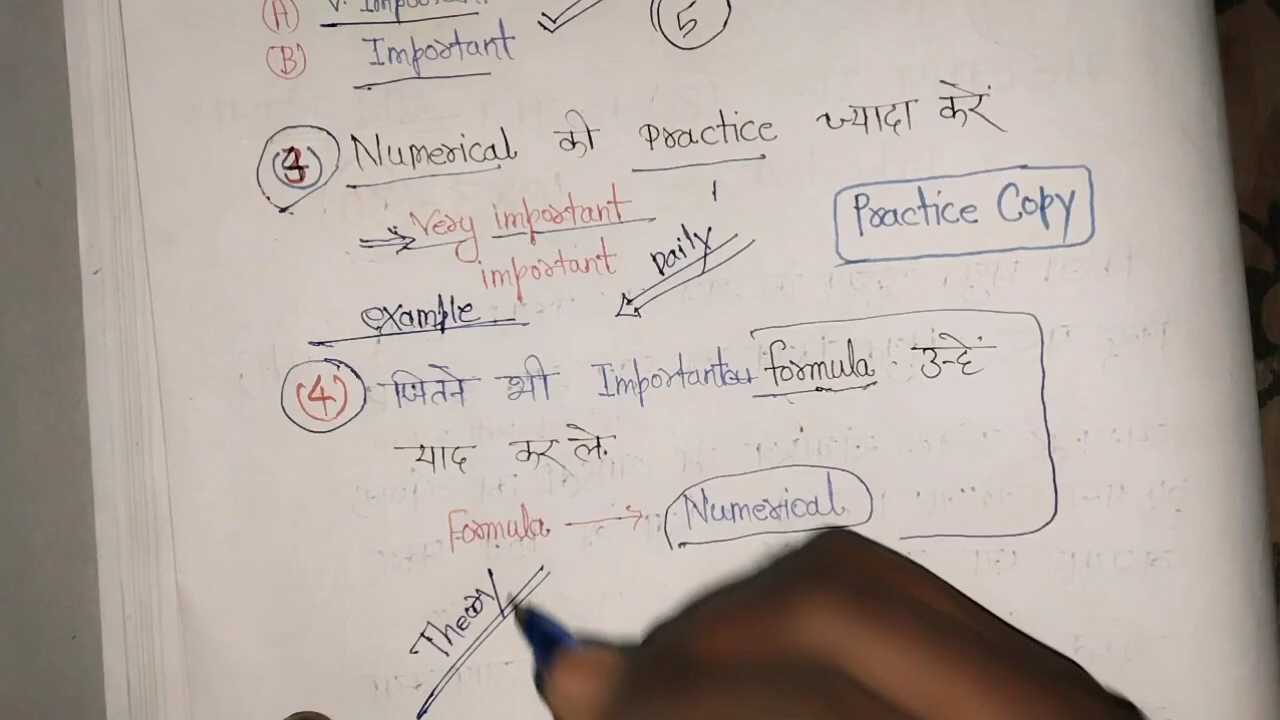 (A) V. Important
(B) Important
5
3 Numerical की Practice ज्यादा करें
⇒ Very important
important
Daily
Practice Copy
example
(4) जितने भी Important formula उन्हें
याद कर ले
Formula → Numerical
Theory